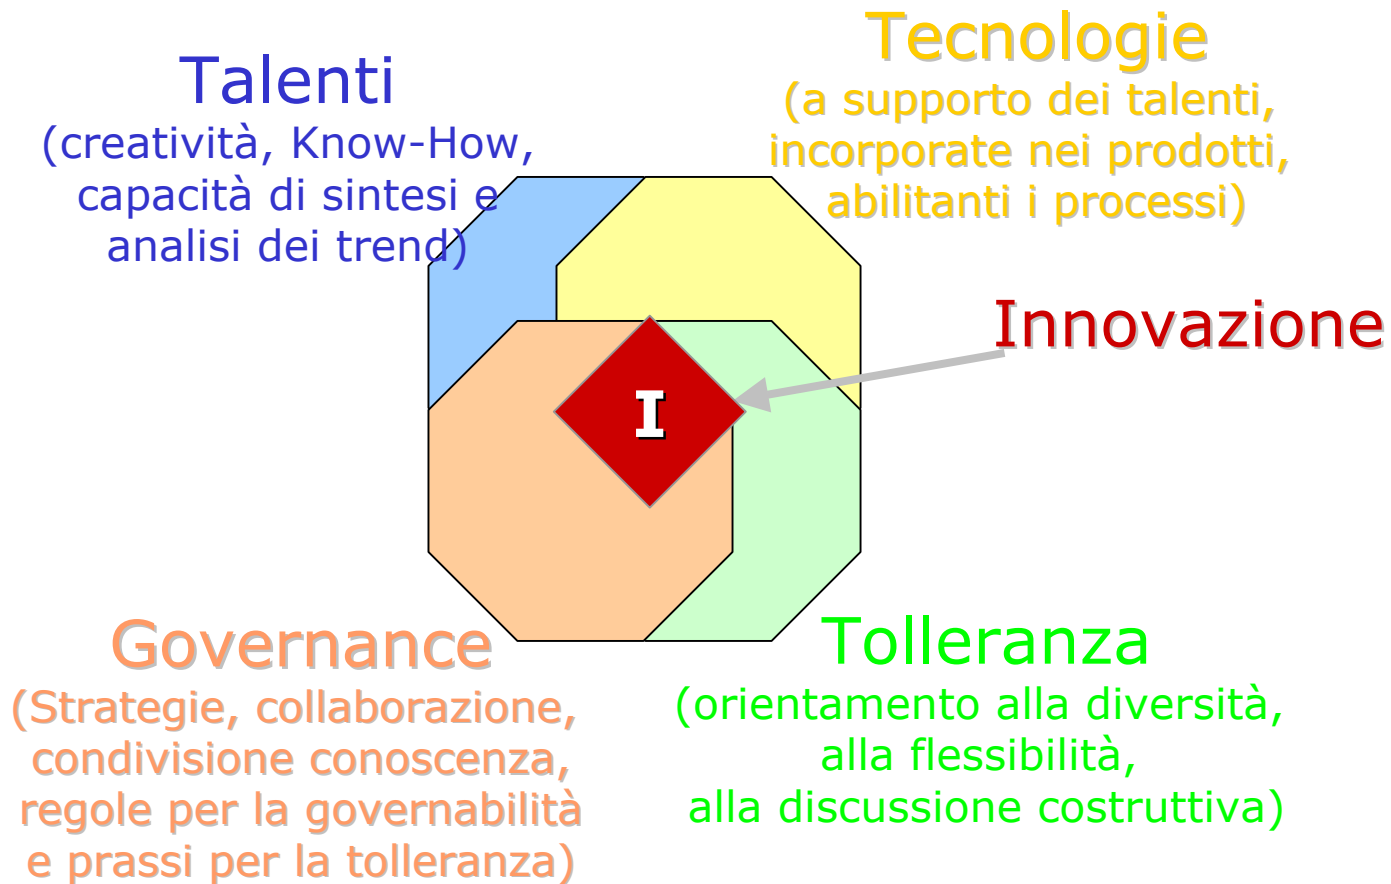 Talenti
(creatività, Know-How,
capacità di sintesi e
analisi dei trend)
Tecnologie
(a supporto dei talenti,
incorporate nei prodotti,
abilitanti i processi)
Innovazione
I
Governance
(Strategie, collaborazione,
condivisione conoscenza,
regole per la governabilità
e prassi per la tolleranza)
Tolleranza
(orientamento alla diversità,
alla flessibilità,
alla discussione costruttiva)